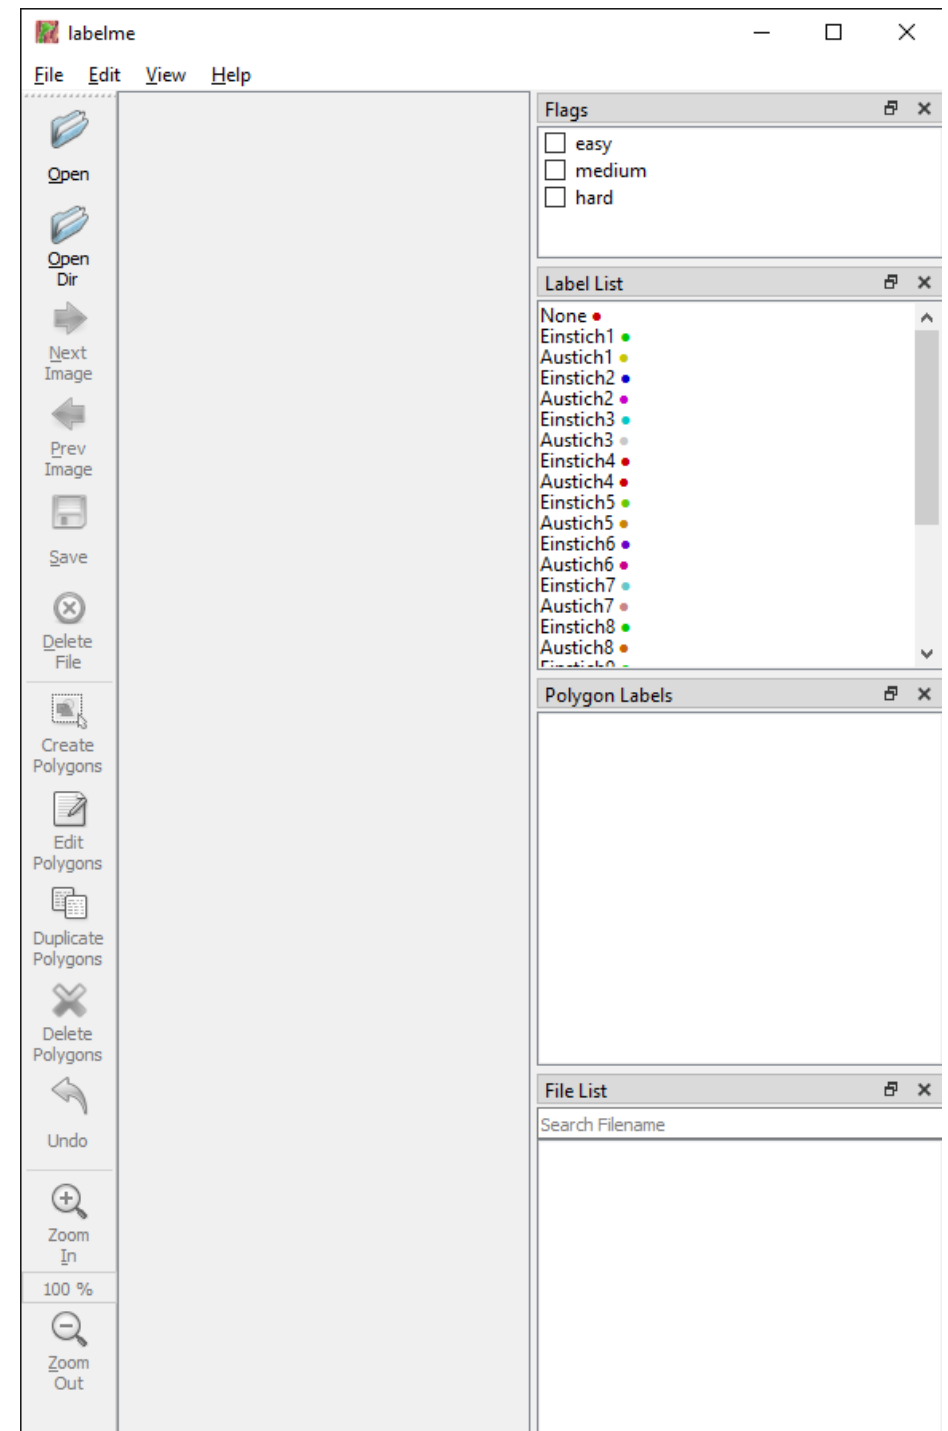 labelme
File Edit View Help
Open
Open
Dir
Next
Image
Prev
Image
Save
Delete
File
Create
Polygons
Edit
Polygons
Duplicate
Polygons
Delete
Polygons
Undo
Zoom
In
100 %
Zoom
Out
Flags
easy
medium
hard
Label List
None
Einstich1
Austich1
Einstich2
Austich2
Einstich3
Austich3
Einstich4
Austich4
Einstich5
Austich5
Einstich6
Austich6
Einstich7
Austich7
Einstich8
Austich8
Einstich9
Polygon Labels
File List
Search Filename